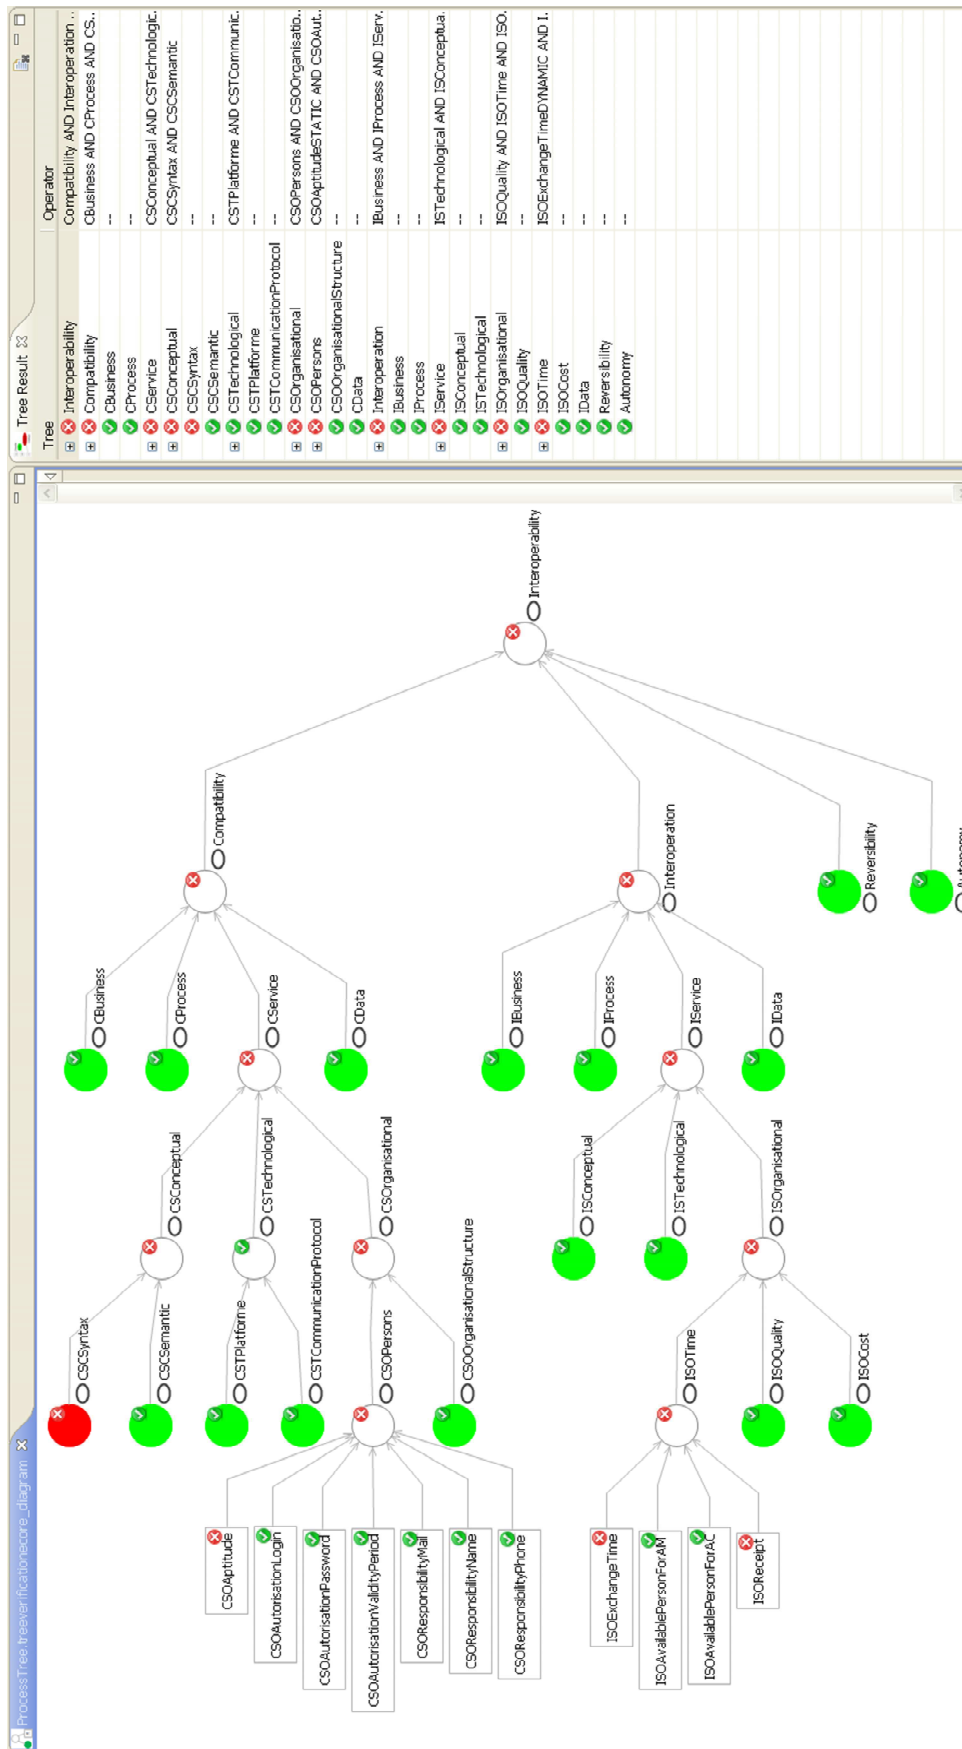 ProcessTree.treeverificationecore_diagram
Interoperability
Compatibility
Interoperation
Reversibility
Autonomy
CBusiness
CProcess
CService
CData
IBusiness
IProcess
IService
IData
CSConceptual
CSTechnological
CSOrganisational
ISConceptual
ISTechnological
ISOrganisational
CSCSyntax
CSCSemantic
CSTPlatforme
CSTCommunicationProtocol
CSOPersons
CSOOrganisationalStructure
ISOTime
ISOQuality
ISOCost
CSOAptitude
CSOAutorisationLogin
CSOAutorisationPassword
CSOAutorisationValidityPeriod
CSOResponsibilityMail
CSOResponsibilityName
CSOResponsibilityPhone
ISOExchangeTime
ISOAvailablePersonForAM
ISOAvailablePersonForAC
ISOReceipt
Tree Result
Tree Operator
Interoperability Compatibility AND Interoperation ..
Compatibility CBusiness AND CProcess AND CS..
CBusiness --
CProcess --
CService CSConceptual AND CSTechnologic.
CSConceptual CSCSyntax AND CSCSemantic
CSCSyntax --
CSCSemantic --
CSTechnological CSTPlatforme AND CSTCommunic.
CSTPlatforme --
CSTCommunicationProtocol --
CSOrganisational CSOPersons AND CSOOrganisatio..
CSOPersons CSOAptitudeSTATIC AND CSOAut..
CSOOrganisationalStructure --
CData --
Interoperation IBusiness AND IProcess AND IServ.
IBusiness --
IProcess --
IService ISTechnological AND ISConceptua.
ISConceptual --
ISTechnological --
ISOrganisational ISOQuality AND ISOTime AND ISO.
ISOQuality --
ISOTime ISOExchangeTimeDYNAMIC AND I.
ISOCost --
IData --
Reversibility --
Autonomy --